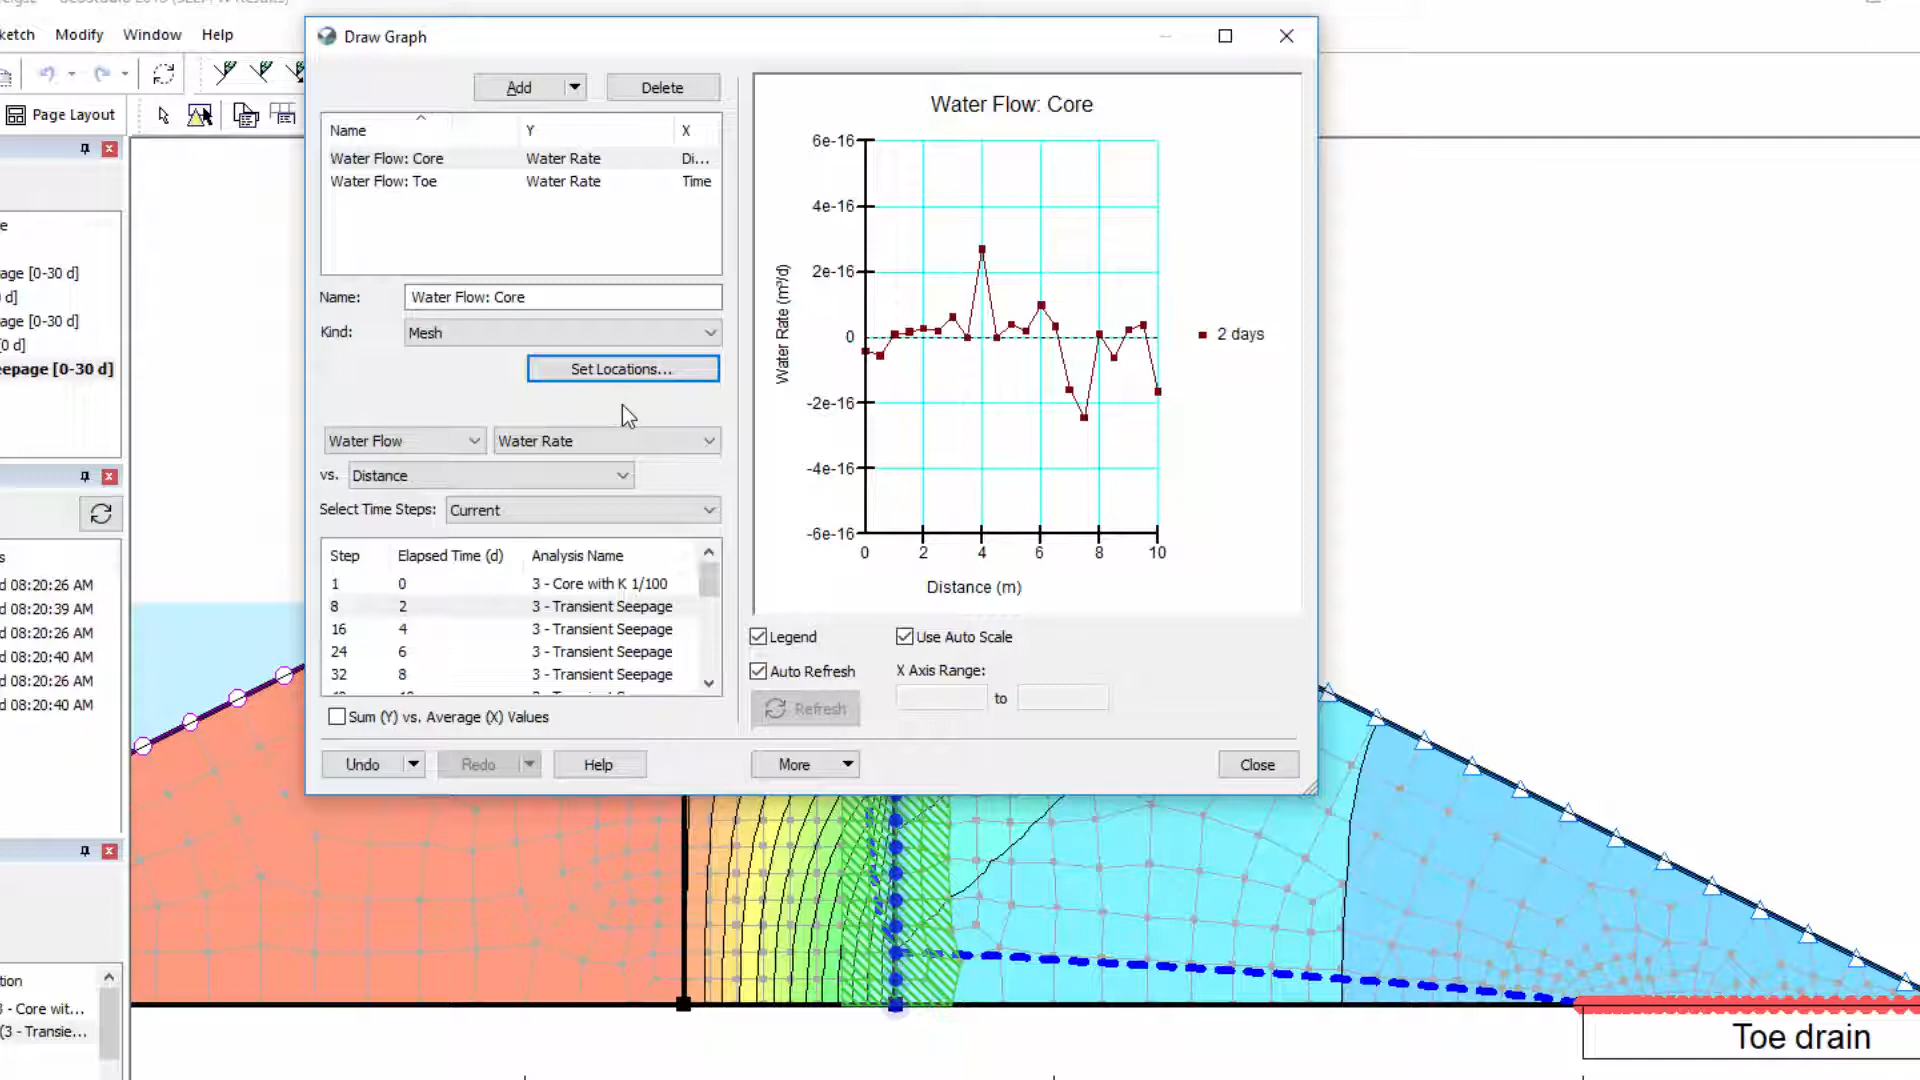 Draw Graph
ketch Modify Window Help
Page Layout
Add Delete
Name Y X
Water Flow: Core Water Rate Di...
Water Flow: Toe Water Rate Time
Name: Water Flow: Core
Kind: Mesh
Set Locations...
Water Flow Water Rate
vs. Distance
Select Time Steps: Current
Step Elapsed Time (d) Analysis Name
1 0 3 - Core with K 1/100
8 2 3 - Transient Seepage
16 4 3 - Transient Seepage
24 6 3 - Transient Seepage
32 8 3 - Transient Seepage
Sum (Y) vs. Average (X) Values
Undo Redo Help
Water Flow: Core
6e-16
4e-16
2e-16
0
-2e-16
-4e-16
-6e-16
Water Rate (m³/d)
0 2 4 6 8 10
Distance (m)
2 days
Legend Use Auto Scale
Auto Refresh X Axis Range:
Refresh to
More Close
e
age [0-30 d]
d]
age [0-30 d]
0 d]
eepage [0-30 d]
s
d 08:20:26 AM
d 08:20:39 AM
d 08:20:26 AM
d 08:20:40 AM
d 08:20:26 AM
d 08:20:40 AM
tion
3 - Core wit...
(3 - Transie...
Toe drain